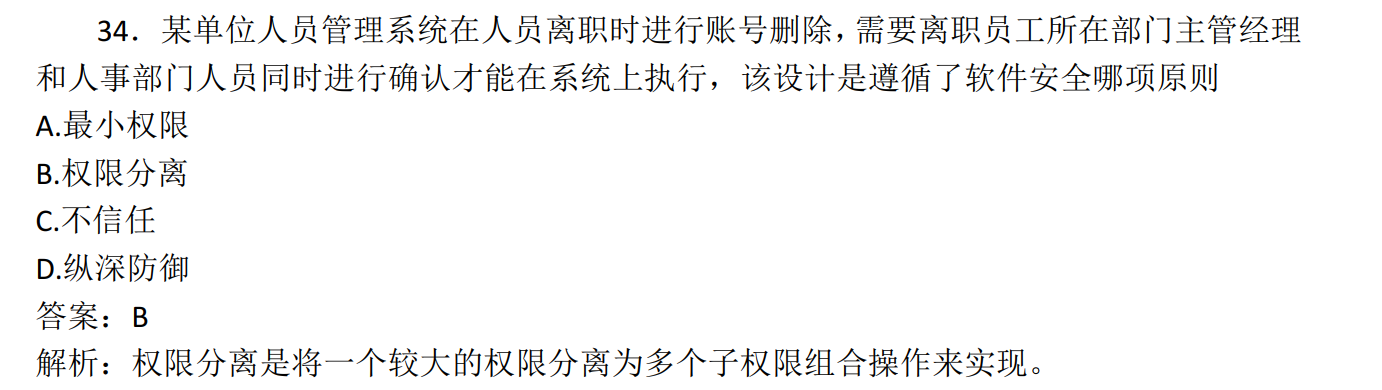 34．某单位人员管理系统在人员离职时进行账号删除，需要离职员工所在部门主管经理
和人事部门人员同时进行确认才能在系统上执行，该设计是遵循了软件安全哪项原则
A.最小权限
B.权限分离
C.不信任
D.纵深防御
答案：B
解析：权限分离是将一个较大的权限分离为多个子权限组合操作来实现。